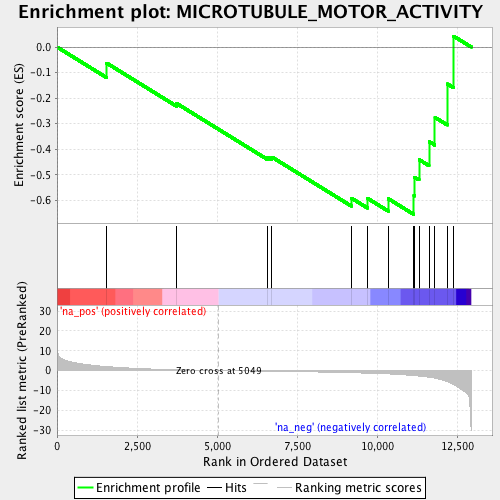 Enrichment plot: MICROTUBULE_MOTOR_ACTIVITY
Enrichment score (ES)
0.0
-0.1
-0.2
-0.3
-0.4
-0.5
-0.6
'na_pos' (positively correlated)
Ranked list metric (PreRanked)
30
20
10
0
-10
-20
-30
Zero cross at 5049
'na_neg' (negatively correlated)
0 2,500 5,000 7,500 10,000 12,500
Rank in Ordered Dataset
Enrichment profile Hits Ranking metric scores